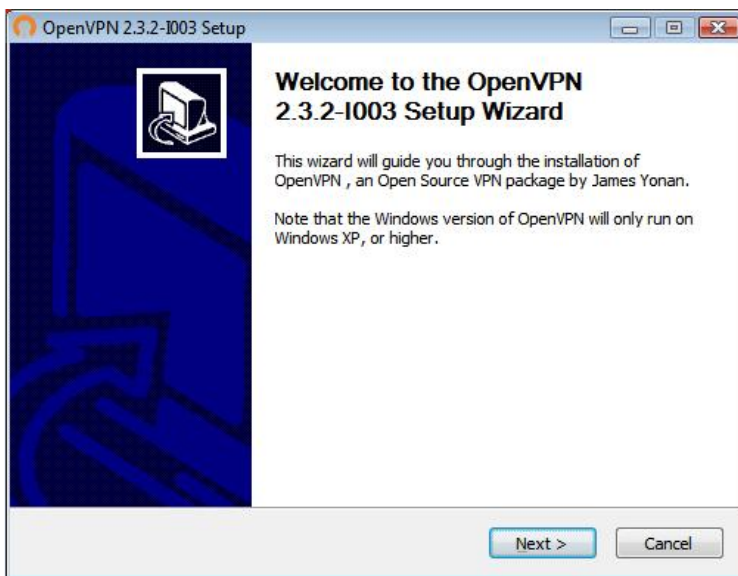 OpenVPN 2.3.2-I003 Setup
Welcome to the OpenVPN
2.3.2-I003 Setup Wizard
This wizard will guide you through the installation of
OpenVPN , an Open Source VPN package by James Yonan.
Note that the Windows version of OpenVPN will only run on
Windows XP, or higher.
Next >
Cancel